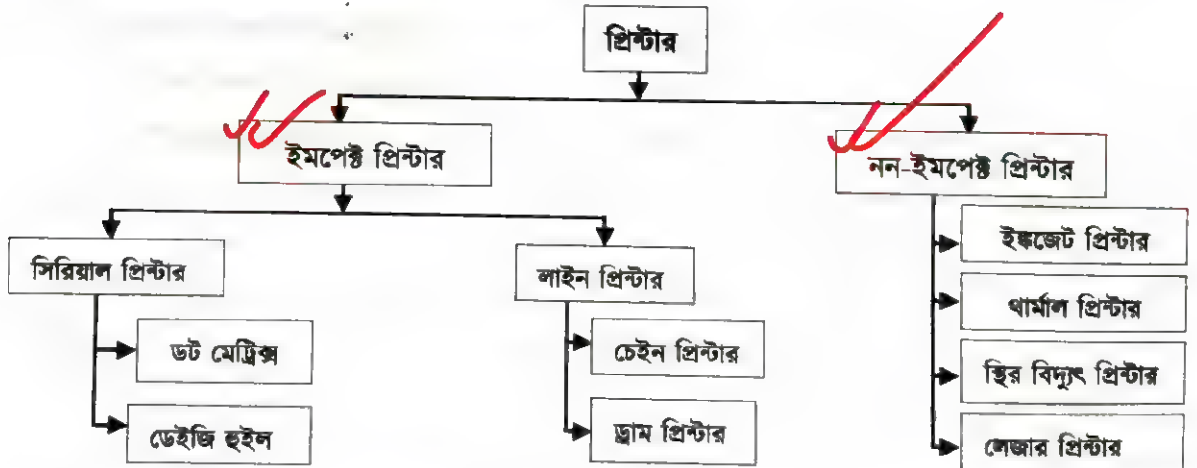 প্রিন্টার
ইমপেক্ট প্রিন্টার
নন-ইমপেক্ট প্রিন্টার
সিরিয়াল প্রিন্টার
ডট মেট্রিক্স
ডেইজি হুইল
লাইন প্রিন্টার
চেইন প্রিন্টার
ড্রাম প্রিন্টার
ইঙ্কজেট প্রিন্টার
থার্মাল প্রিন্টার
স্থির বিদ্যুৎ প্রিন্টার
লেজার প্রিন্টার